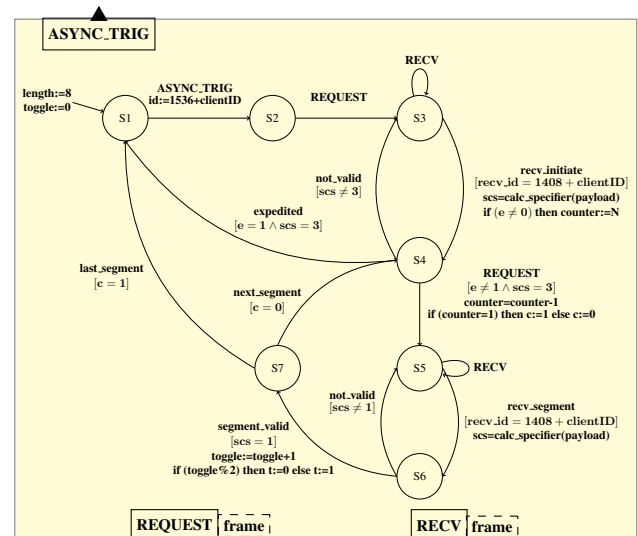 ASYNC_TRIG
RECV
length:=8
toggle:=0
S1
ASYNC_TRIG
id:=1536+clientID
S2
REQUEST
S3
not_valid
[scs ≠ 3]
recv_initiate
[recv_id = 1408 + clientID]
scs=calc_specifier(payload)
if (e ≠ 0) then counter:=N
expedited
[e = 1 ∧ scs = 3]
S4
last_segment
[c = 1]
next_segment
[c = 0]
REQUEST
[e ≠ 1 ∧ scs = 3]
counter=counter-1
if (counter=1) then c:=1 else c:=0
S7
S5
RECV
not_valid
[scs ≠ 1]
recv_segment
[recv_id = 1408 + clientID]
scs=calc_specifier(payload)
segment_valid
[scs = 1]
toggle:=toggle+1
if (toggle%2) then t:=0 else t:=1
S6
REQUEST frame
RECV frame